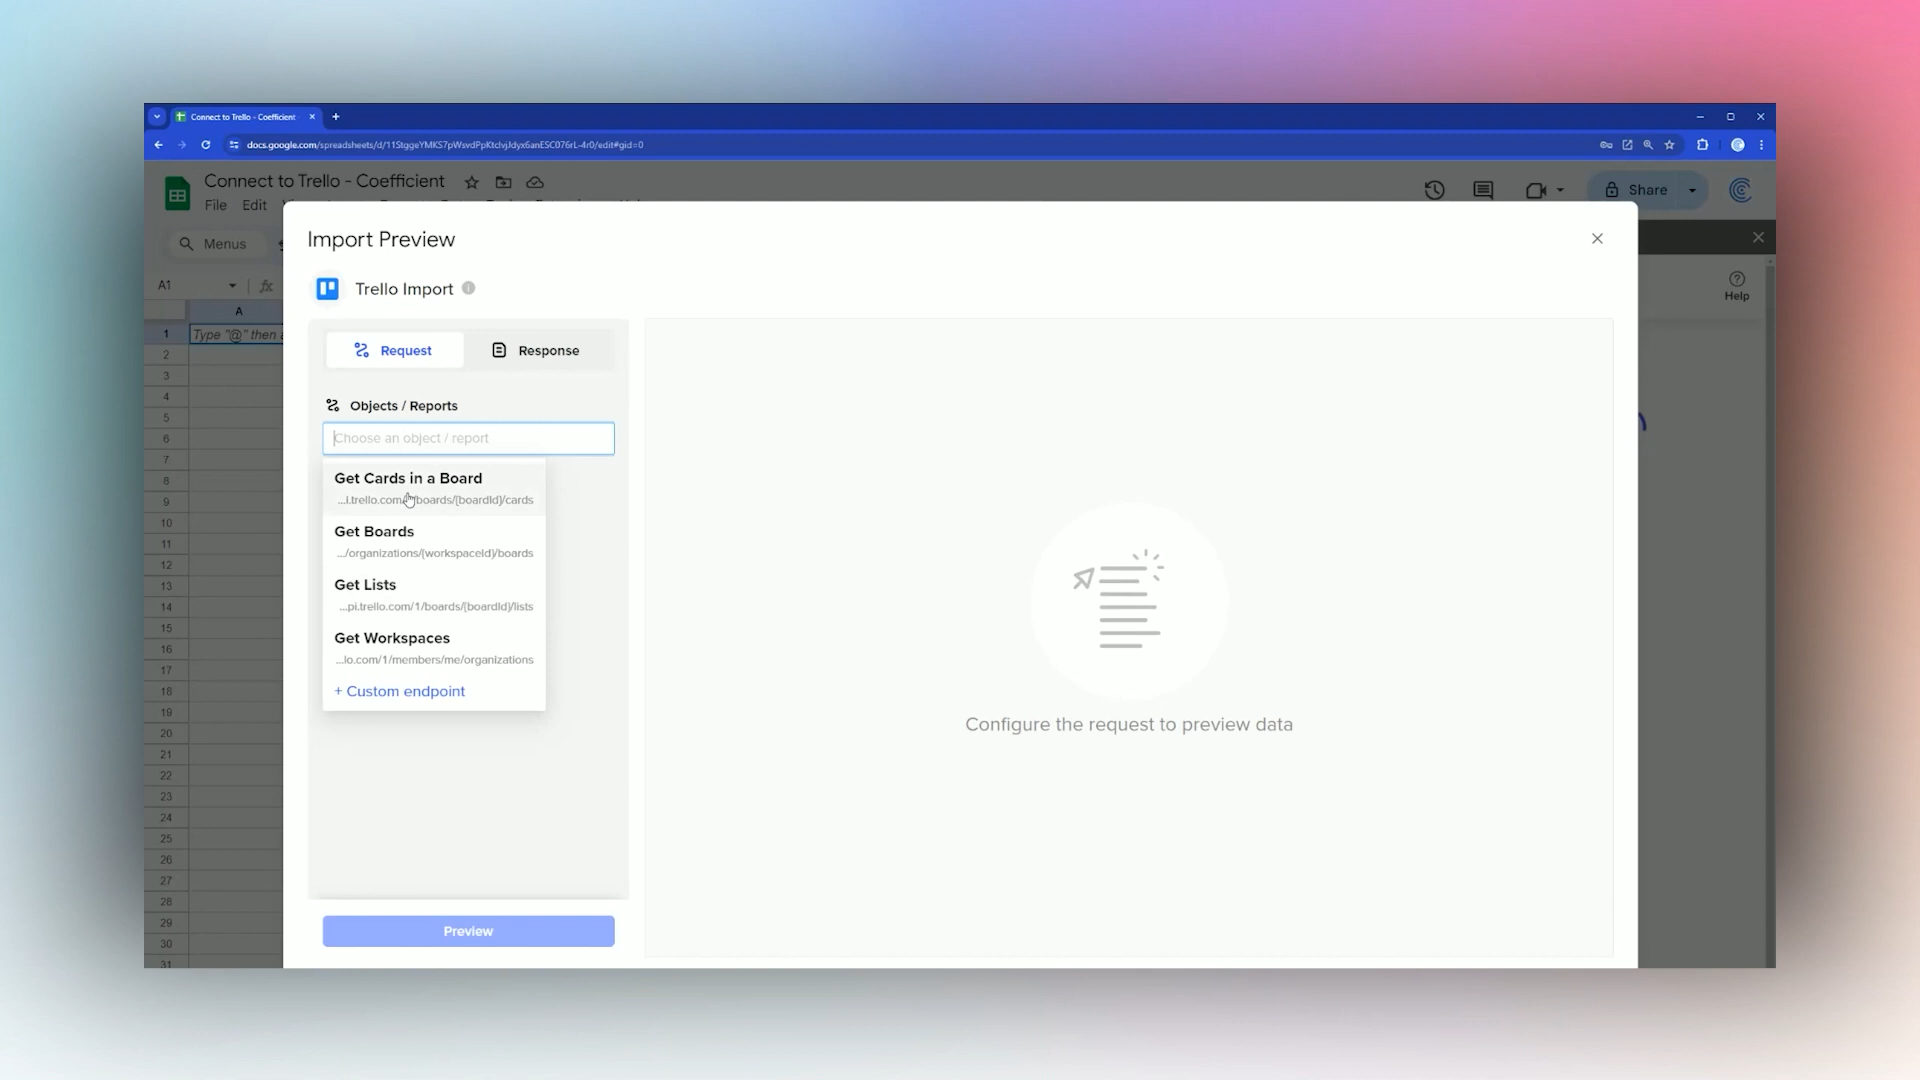 Connect to Trello - Coefficient
docs.google.com/spreadsheets/d/11StggeYMKS7pWsvdPpKtclvjJdyx6anESC076rL-4r0/edit#gid=0
Connect to Trello - Coefficient
File Edit
Share
Menus
A1
fx
Help
A
1 Type "@" then
2
3
4
5
6
7
8
9
10
11
12
13
14
15
16
17
18
19
20
21
22
23
24
25
26
27
28
29
30
31
Import Preview
Trello Import
Request
Response
Objects / Reports
Choose an object / report
Get Cards in a Board
...i.trello.com/ boards/{boardId}/cards
Get Boards
.../organizations/{workspaceId}/boards
Get Lists
...pi.trello.com/1/boards/{boardId}/lists
Get Workspaces
...lo.com/1/members/me/organizations
+ Custom endpoint
Preview
Configure the request to preview data